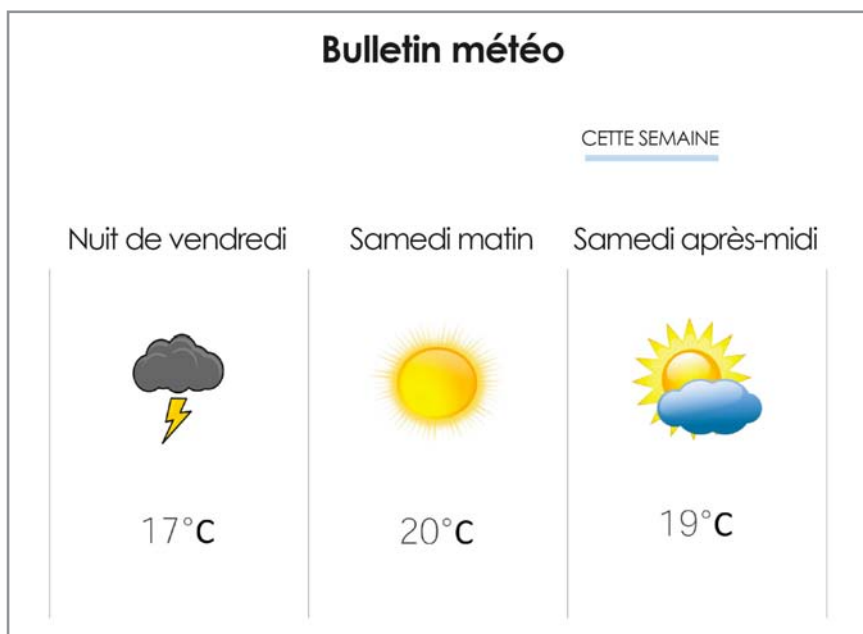 Bulletin météo
CETTE SEMAINE
Nuit de vendredi
Samedi matin
Samedi après-midi
17°C
20°C
19°C